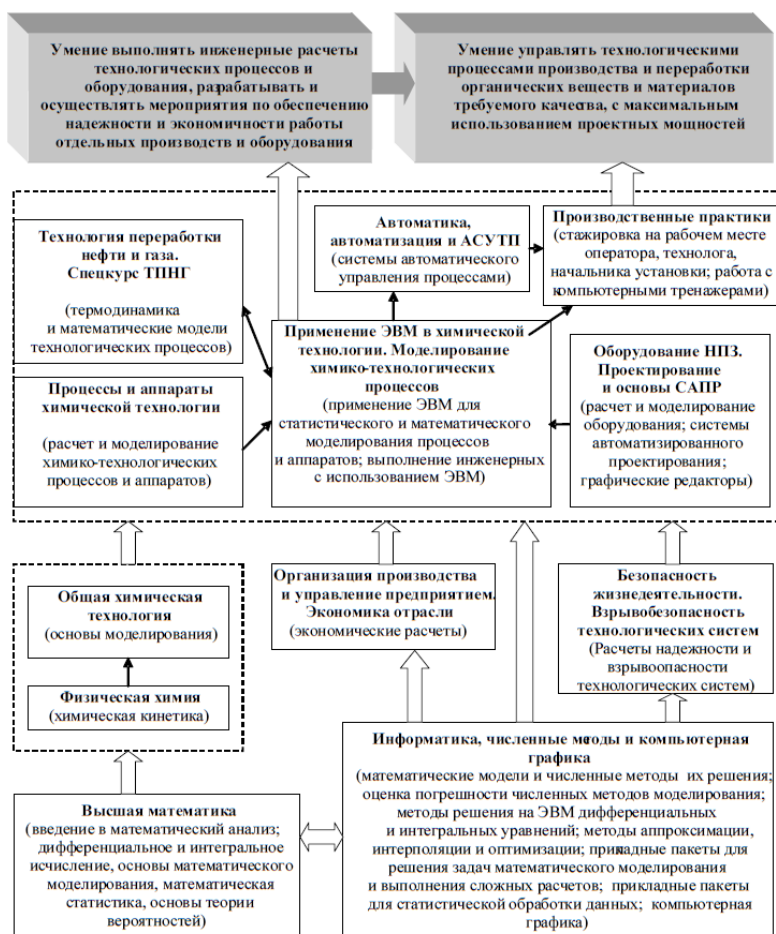 Умение выполнять инженерные расчеты
технологических процессов и
оборудования, разрабатывать и
осуществлять мероприятия по обеспечению
надежности и экономичности работы
отдельных производств и оборудования
Умение управлять технологическими
процессами производства и переработки
органических веществ и материалов
требуемого качества, с максимальным
использованием проектных мощностей
Технология переработки
нефти и газа.
Спецкурс ТПНГ
(термодинамика
и математические модели
технологических процессов)
Автоматика,
автоматизация и АСУТП
(системы автоматического
управления процессами)
Производственные практики
(стажировка на рабочем месте
оператора, технолога,
начальника установки; работа с
компьютерными тренажерами)
Процессы и аппараты
химической технологии
(расчет и моделирование
химико-технологических
процессов и аппаратов)
Применение ЭВМ в химической
технологии. Моделирование
химико-технологических
процессов
(применение ЭВМ для
статистического и математического
моделирования процессов
и аппаратов; выполнение инженерных
с использованием ЭВМ)
Оборудование НПЗ.
Проектирование
и основы САПР
(расчет и моделирование
оборудования; системы
автоматизированного
проектирования;
графические редакторы)
Общая химическая
технология
(основы моделирования)
Физическая химия
(химическая кинетика)
Организация производства
и управление предприятием.
Экономика отрасли
(экономические расчеты)
Безопасность
жизнедеятельности.
Взрывобезопасность
технологических систем
(Расчеты надежности и
взрывоопасности
технологических систем)
Высшая математика
(введение в математический анализ;
дифференциальное и интегральное
исчисление, основы математического
моделирования, математическая
статистика, основы теории
вероятностей)
Информатика, численные методы и компьютерная
графика
(математические модели и численные методы их решения;
оценка погрешности численных методов моделирования;
методы решения на ЭВМ дифференциальных
и интегральных уравнений; методы аппроксимации,
интерполяции и оптимизации; прикладные пакеты для
решения задач математического моделирования
и выполнения сложных расчетов; прикладные пакеты
для статистической обработки данных; компьютерная
графика)